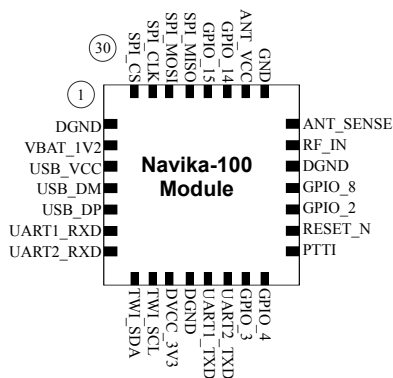 30
SPI_CS
SPI_CLK
SPI_MOSI
SPI_MISO
GPIO_15
GPIO_14
ANT_VCC
GND
1
DGND
VBAT_1V2
USB_VCC
USB_DM
USB_DP
UART1_RXD
UART2_RXD
Navika-100
Module
ANT_SENSE
RF_IN
DGND
GPIO_8
GPIO_2
RESET_N
PTTI
TWI_SDA
TWI_SCL
DVCC_3V3
DGND
UART1_TXD
UART2_TXD
GPIO_3
GPIO_4